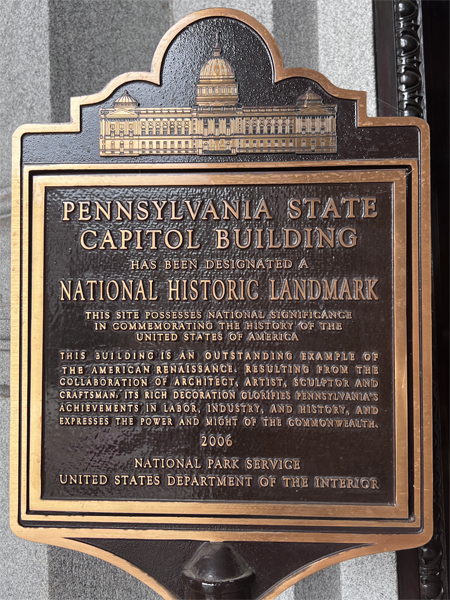 PENNSYLVANIA STATE
CAPITOL BUILDING
HAS BEEN DESIGNATED A
NATIONAL HISTORIC LANDMARK
THIS SITE POSSESSES NATIONAL SIGNIFICANCE
IN COMMEMORATING THE HISTORY OF THE
UNITED STATES OF AMERICA
THIS BUILDING IS AN OUTSTANDING EXAMPLE OF
THE AMERICAN RENAISSANCE. RESULTING FROM THE
COLLABORATION OF ARCHITECT, ARTIST, SCULPTOR AND
CRAFTSMAN, ITS RICH DECORATION GLORIFIES PENNSYLVANIA'S
ACHIEVEMENTS IN LABOR, INDUSTRY, AND HISTORY, AND
EXPRESSES THE POWER AND MIGHT OF THE COMMONWEALTH.
2006
NATIONAL PARK SERVICE
UNITED STATES DEPARTMENT OF THE INTERIOR